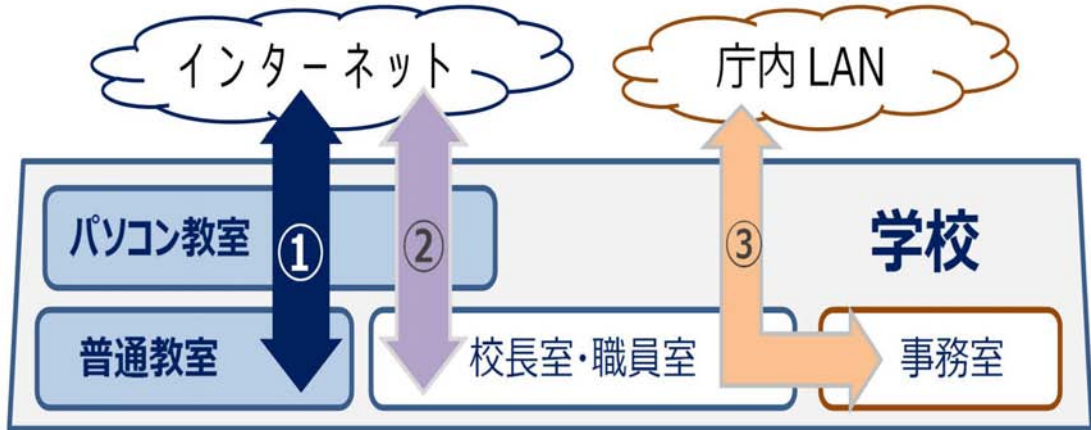 インターネット
庁内 LAN
パソコン教室
①
②
③
学校
普通教室
校長室・職員室
事務室